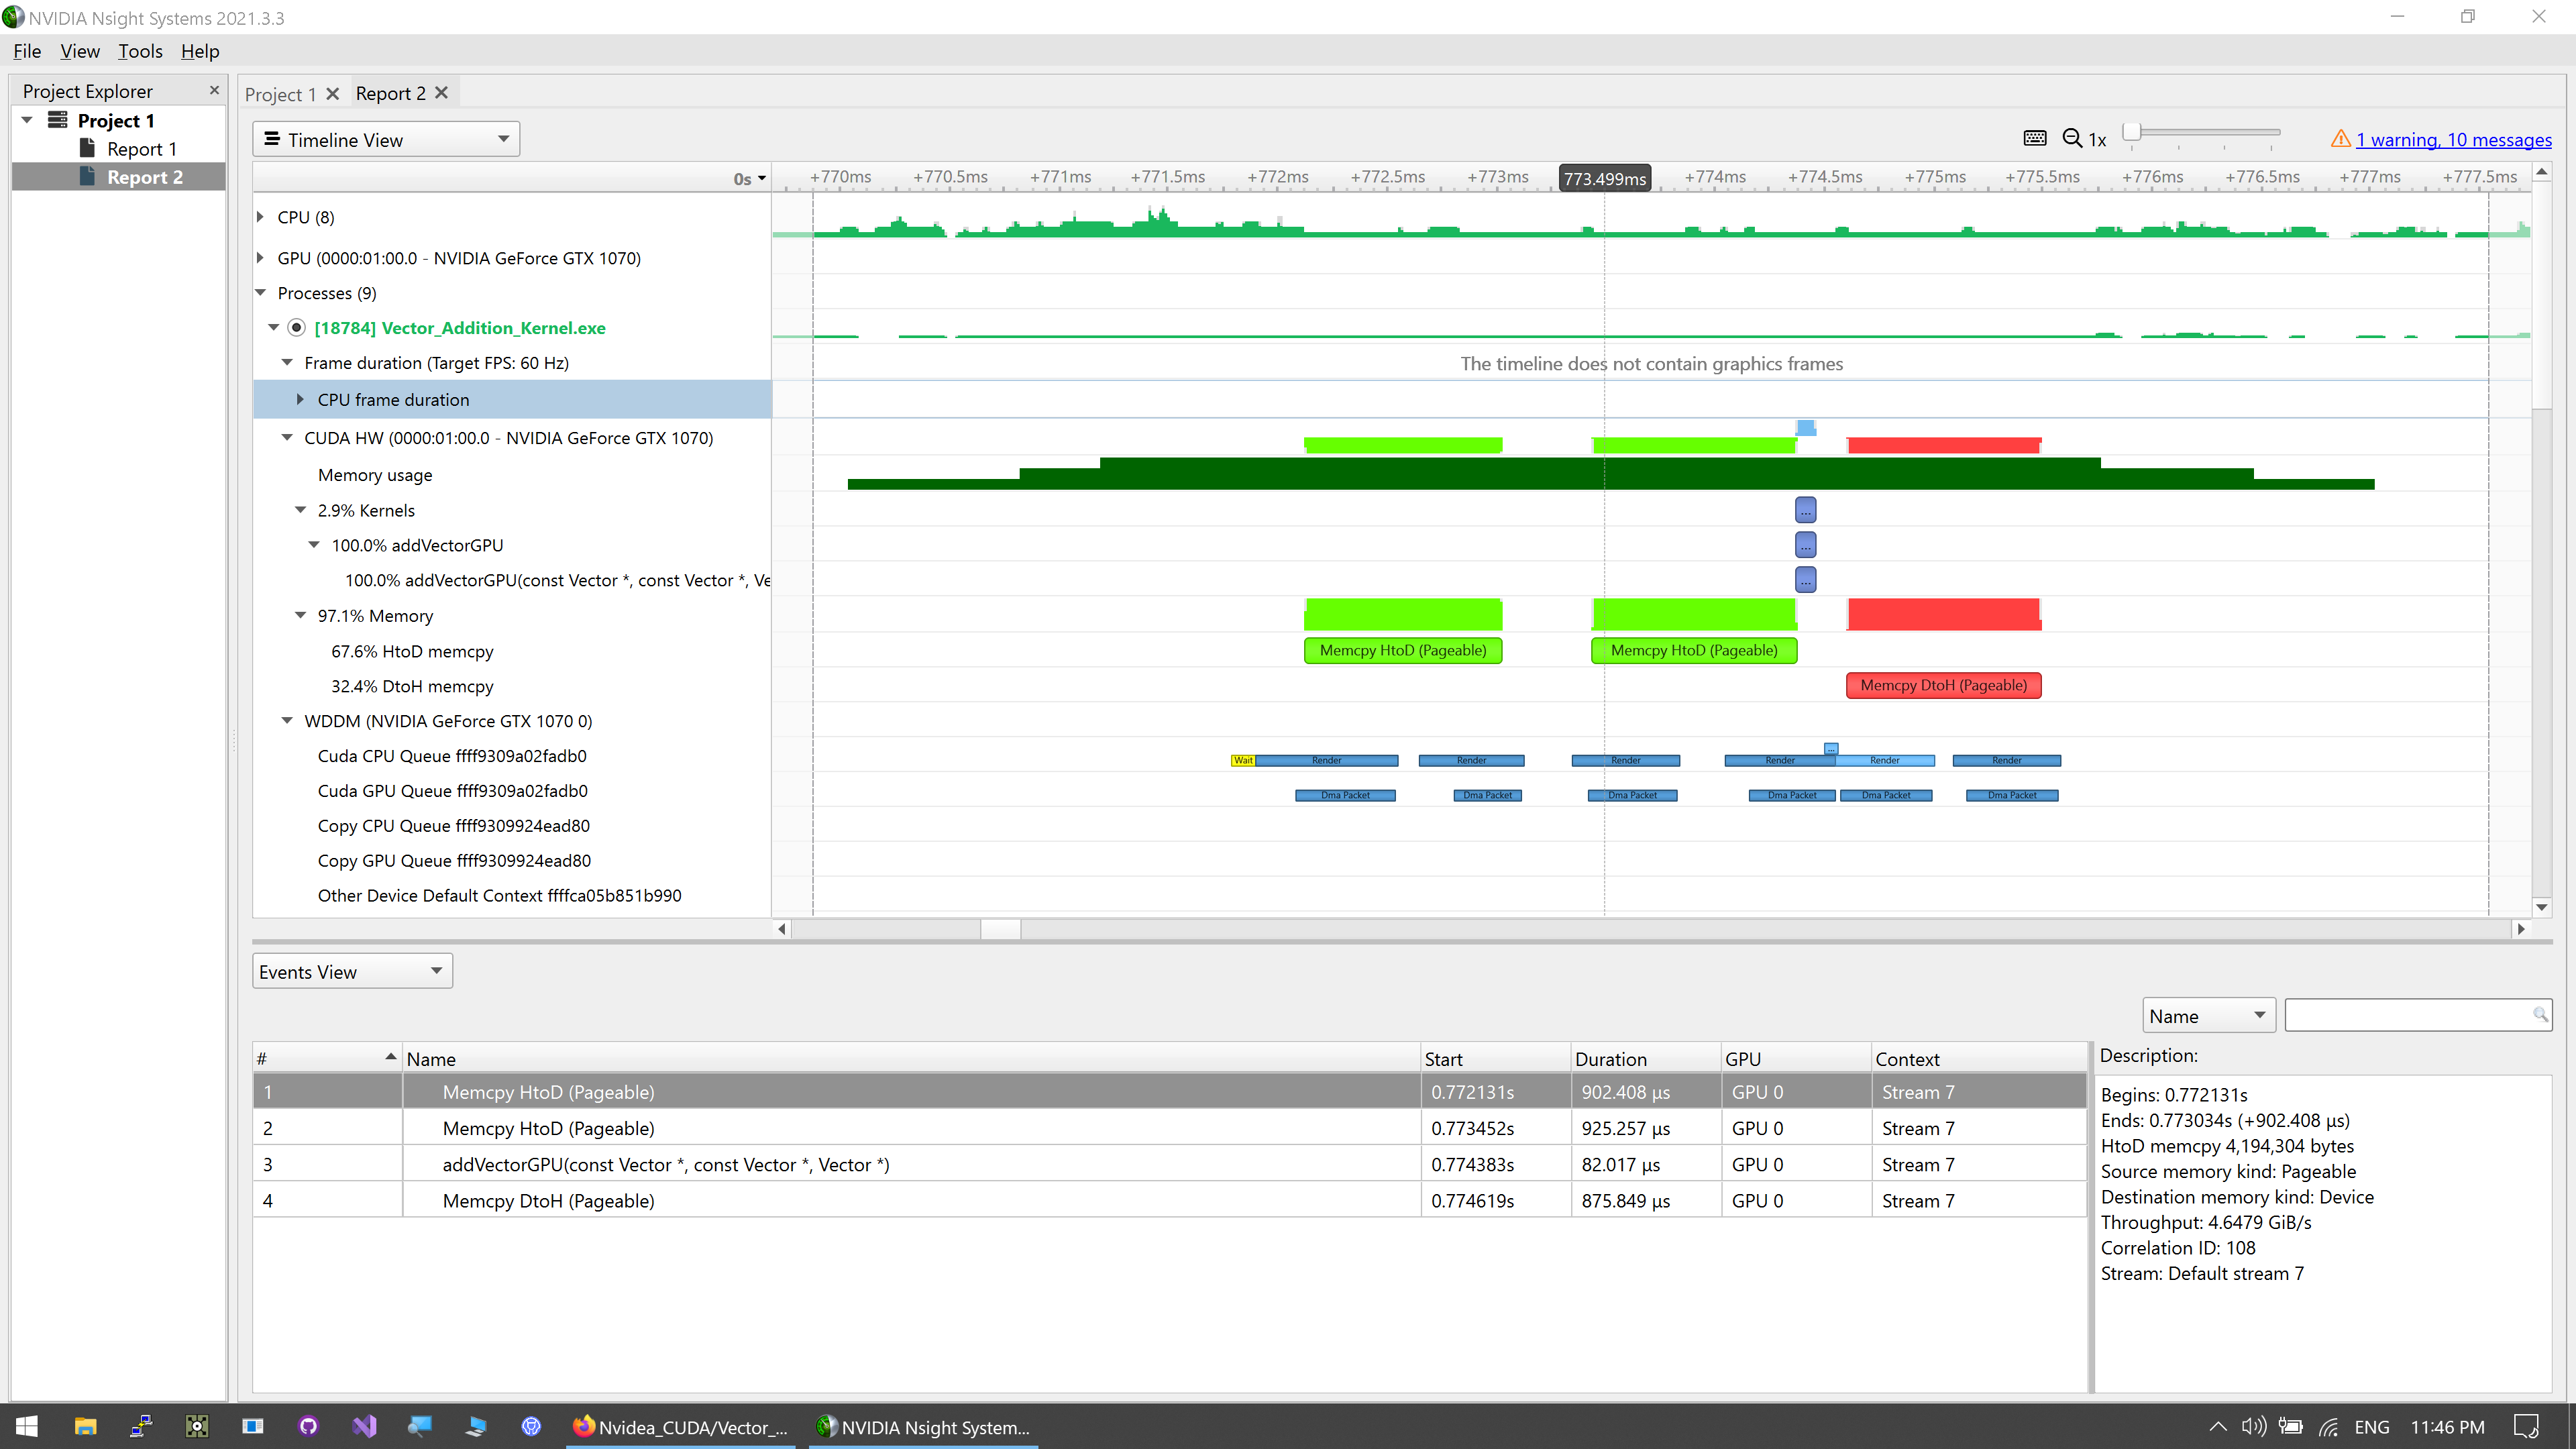 NVIDIA Nsight Systems 2021.3.3
File View Tools Help
Project Explorer
Project 1
Report 1
Report 2
Project 1 Report 2
Timeline View
1x
1 warning, 10 messages
0s
+770ms +770.5ms +771ms +771.5ms +772ms +772.5ms +773ms 773.499ms +774ms +774.5ms +775ms +775.5ms +776ms +776.5ms +777ms +777.5ms
CPU (8)
GPU (0000:01:00.0 - NVIDIA GeForce GTX 1070)
Processes (9)
[18784] Vector_Addition_Kernel.exe
Frame duration (Target FPS: 60 Hz)
The timeline does not contain graphics frames
CPU frame duration
CUDA HW (0000:01:00.0 - NVIDIA GeForce GTX 1070)
Memory usage
2.9% Kernels
...
100.0% addVectorGPU
...
100.0% addVectorGPU(const Vector *, const Vector *, Ve
...
97.1% Memory
67.6% HtoD memcpy
Memcpy HtoD (Pageable) Memcpy HtoD (Pageable)
32.4% DtoH memcpy
Memcpy DtoH (Pageable)
WDDM (NVIDIA GeForce GTX 1070 0)
Cuda CPU Queue ffff9309a02fadb0
...
Wait Render Render Render Render Render Render
Cuda GPU Queue ffff9309a02fadb0
Dma Packet Dma Packet Dma Packet Dma Packet Dma Packet Dma Packet
Copy CPU Queue ffff9309924ead80
Copy GPU Queue ffff9309924ead80
Other Device Default Context ffffca05b851b990
Events View
Name
# Name Start Duration GPU Context
1 Memcpy HtoD (Pageable) 0.772131s 902.408 μs GPU 0 Stream 7
2 Memcpy HtoD (Pageable) 0.773452s 925.257 μs GPU 0 Stream 7
3 addVectorGPU(const Vector *, const Vector *, Vector *) 0.774383s 82.017 μs GPU 0 Stream 7
4 Memcpy DtoH (Pageable) 0.774619s 875.849 μs GPU 0 Stream 7
Description:
Begins: 0.772131s
Ends: 0.773034s (+902.408 μs)
HtoD memcpy 4,194,304 bytes
Source memory kind: Pageable
Destination memory kind: Device
Throughput: 4.6479 GiB/s
Correlation ID: 108
Stream: Default stream 7
Nvidea_CUDA/Vector_...
NVIDIA Nsight System...
ENG
11:46 PM